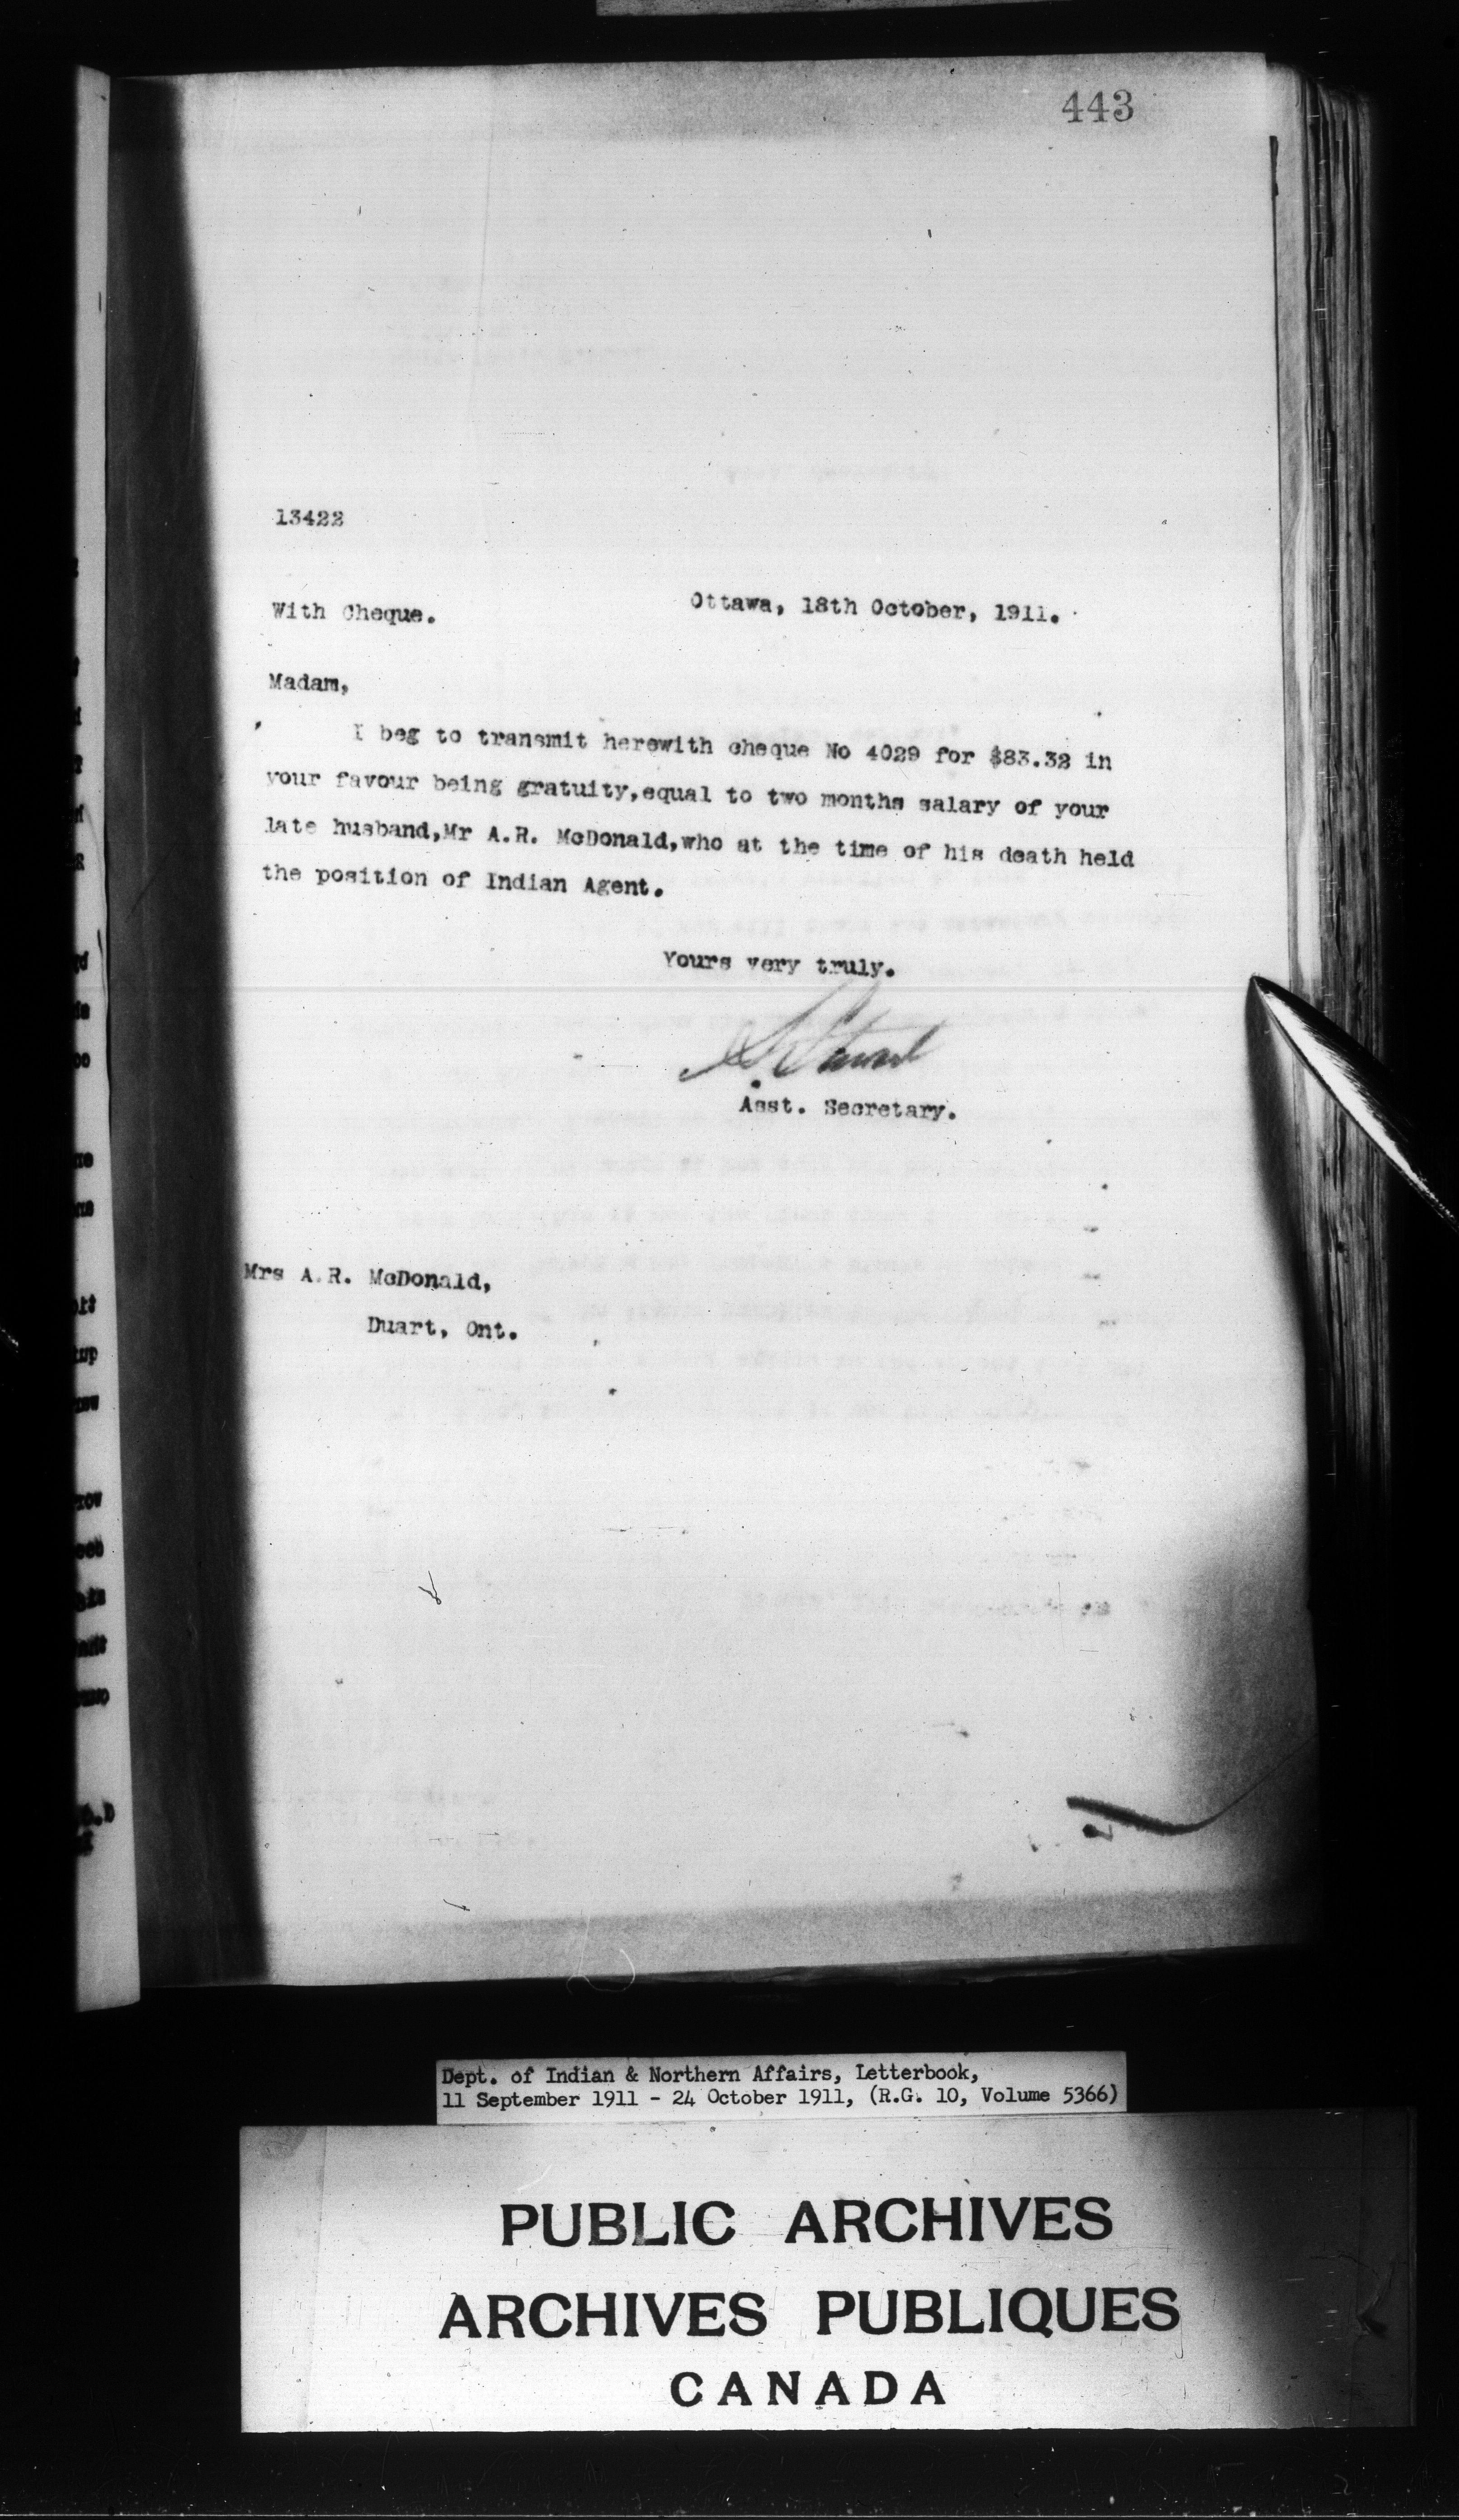 443
13422
With Cheque.
Ottawa, 18th October, 1911.
Madam,
I beg to transmit herewith cheque No 4029 for $83.32 in
your favour being gratuity,equal to two months salary of your
late husband,Mr A.R. McDonald,who at the time of his death held
the position of Indian Agent.
Yours very truly.
Asst. Secretary.
Mrs A.R. McDonald,
Duart, Ont.
Dept. of Indian & Northern Affairs, Letterbook,
11 September 1911 - 24 October 1911, (R.G. 10, Volume 5366)
PUBLIC ARCHIVES
ARCHIVES PUBLIQUES
CANADA